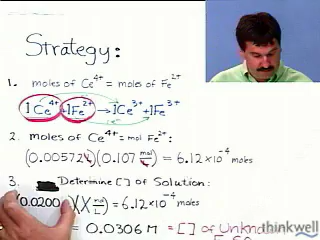 Strategy:
1. moles of Ce⁴⁺ = moles of Fe²⁺
1Ce⁴⁺ + 1Fe²⁺ → 1Ce³⁺ + 1Fe³⁺
1e⁻
2. moles of Ce⁴⁺ = mol Fe²⁺:
(0.00572 L)(0.107 mol/L) = 6.12 × 10⁻⁴ moles
3. Determine [] of Solution:
(0.0200 )(X mol/L) = 6.12 × 10⁻⁴ moles
= 0.0306 M = [] of Unknown
thinkwell